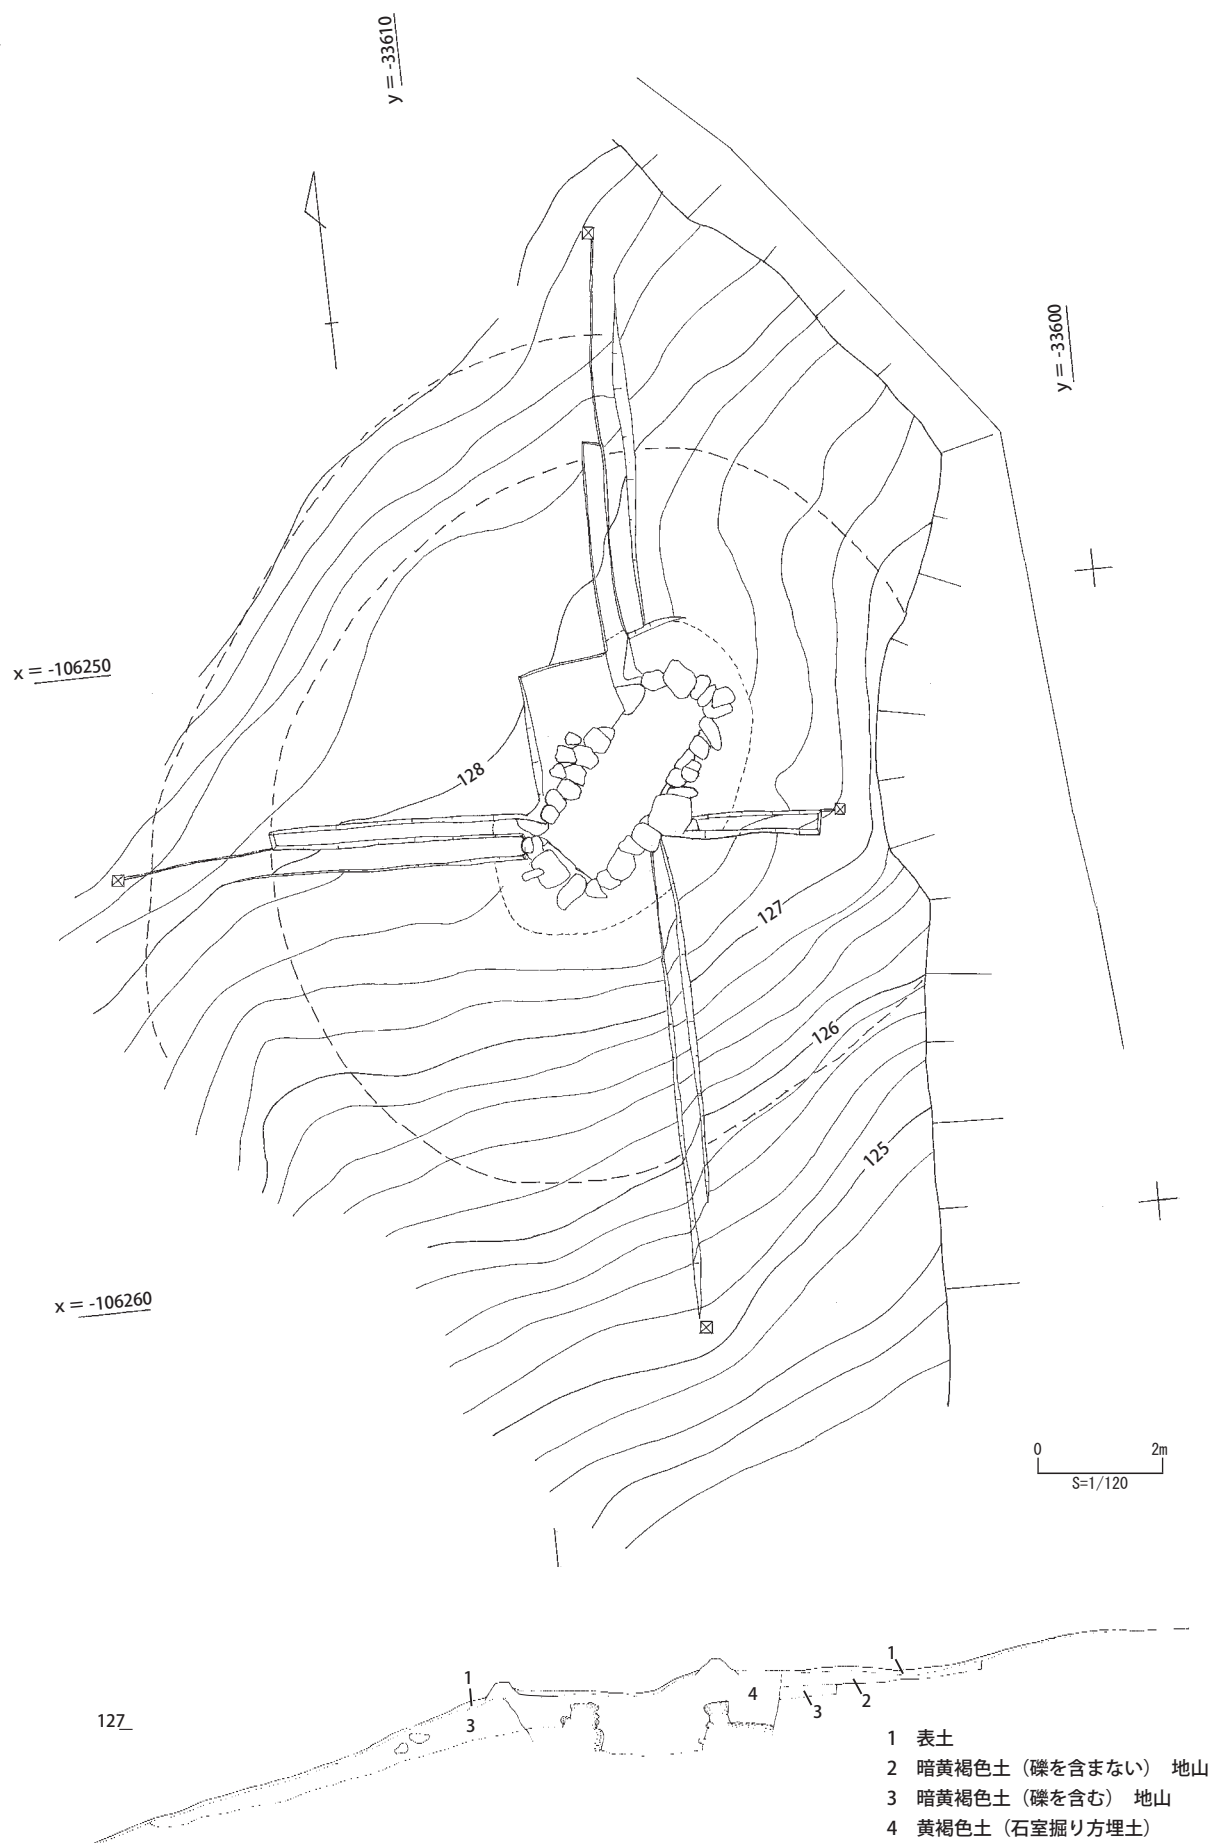 y = -33610
y = -33600
x = -106250
128
127
126
125
x = -106260
0 2m
S=1/120
1
3
127
4
1
3
2
1 表土
2 暗黄褐色土（礫を含まない） 地山
3 暗黄褐色土（礫を含む） 地山
4 黄褐色土（石室掘り方埋土）